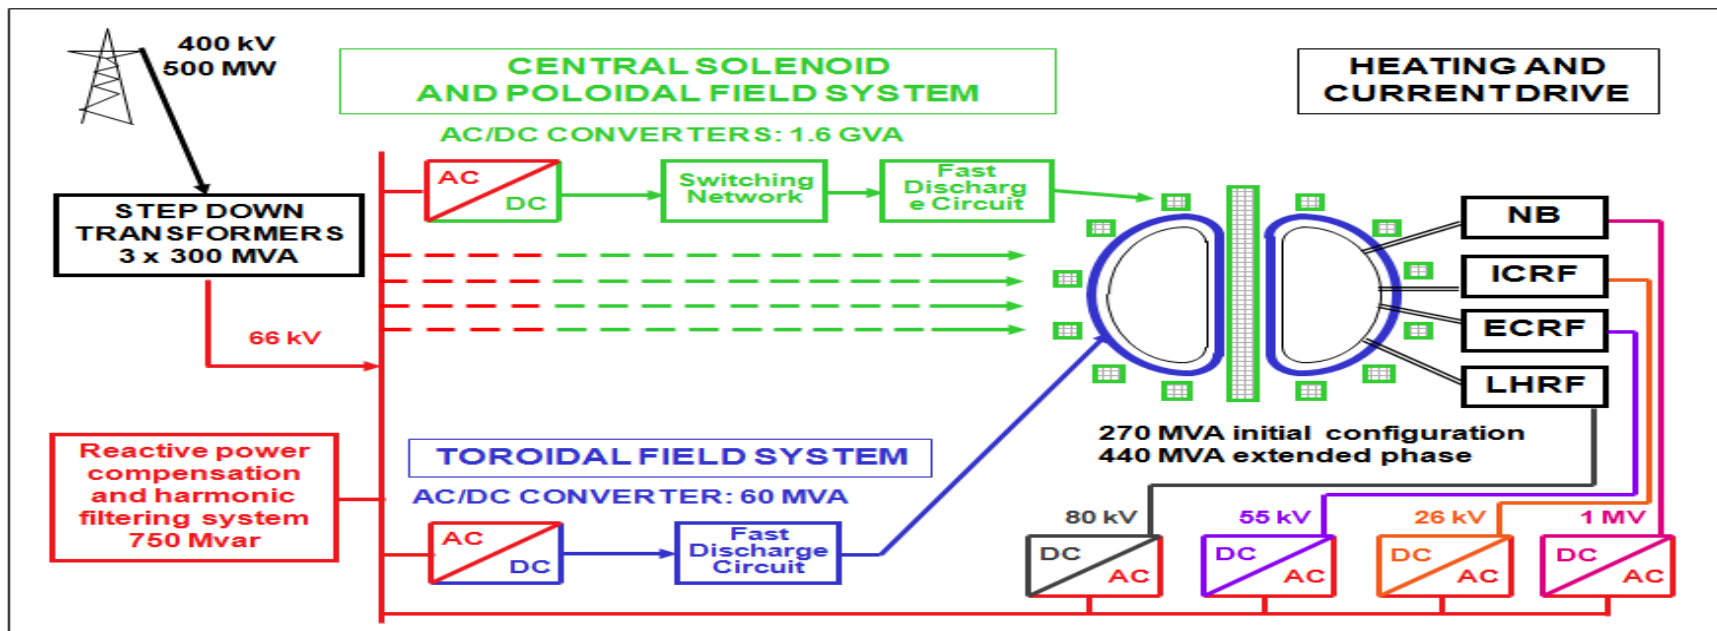 400 kV
500 MW
CENTRAL SOLENOID
AND POLOIDAL FIELD SYSTEM
HEATING AND
CURRENT DRIVE
AC/DC CONVERTERS: 1.6 GVA
AC
DC
Switching
Network
Fast
Discharg
e Circuit
STEP DOWN
TRANSFORMERS
3 x 300 MVA
NB
ICRF
ECRF
LHRF
66 kV
270 MVA initial configuration
440 MVA extended phase
Reactive power
compensation
and harmonic
filtering system
750 Mvar
TOROIDAL FIELD SYSTEM
AC/DC CONVERTER: 60 MVA
AC
DC
Fast
Discharge
Circuit
80 kV
55 kV
26 kV
1 MV
DC
AC
DC
AC
DC
AC
DC
AC